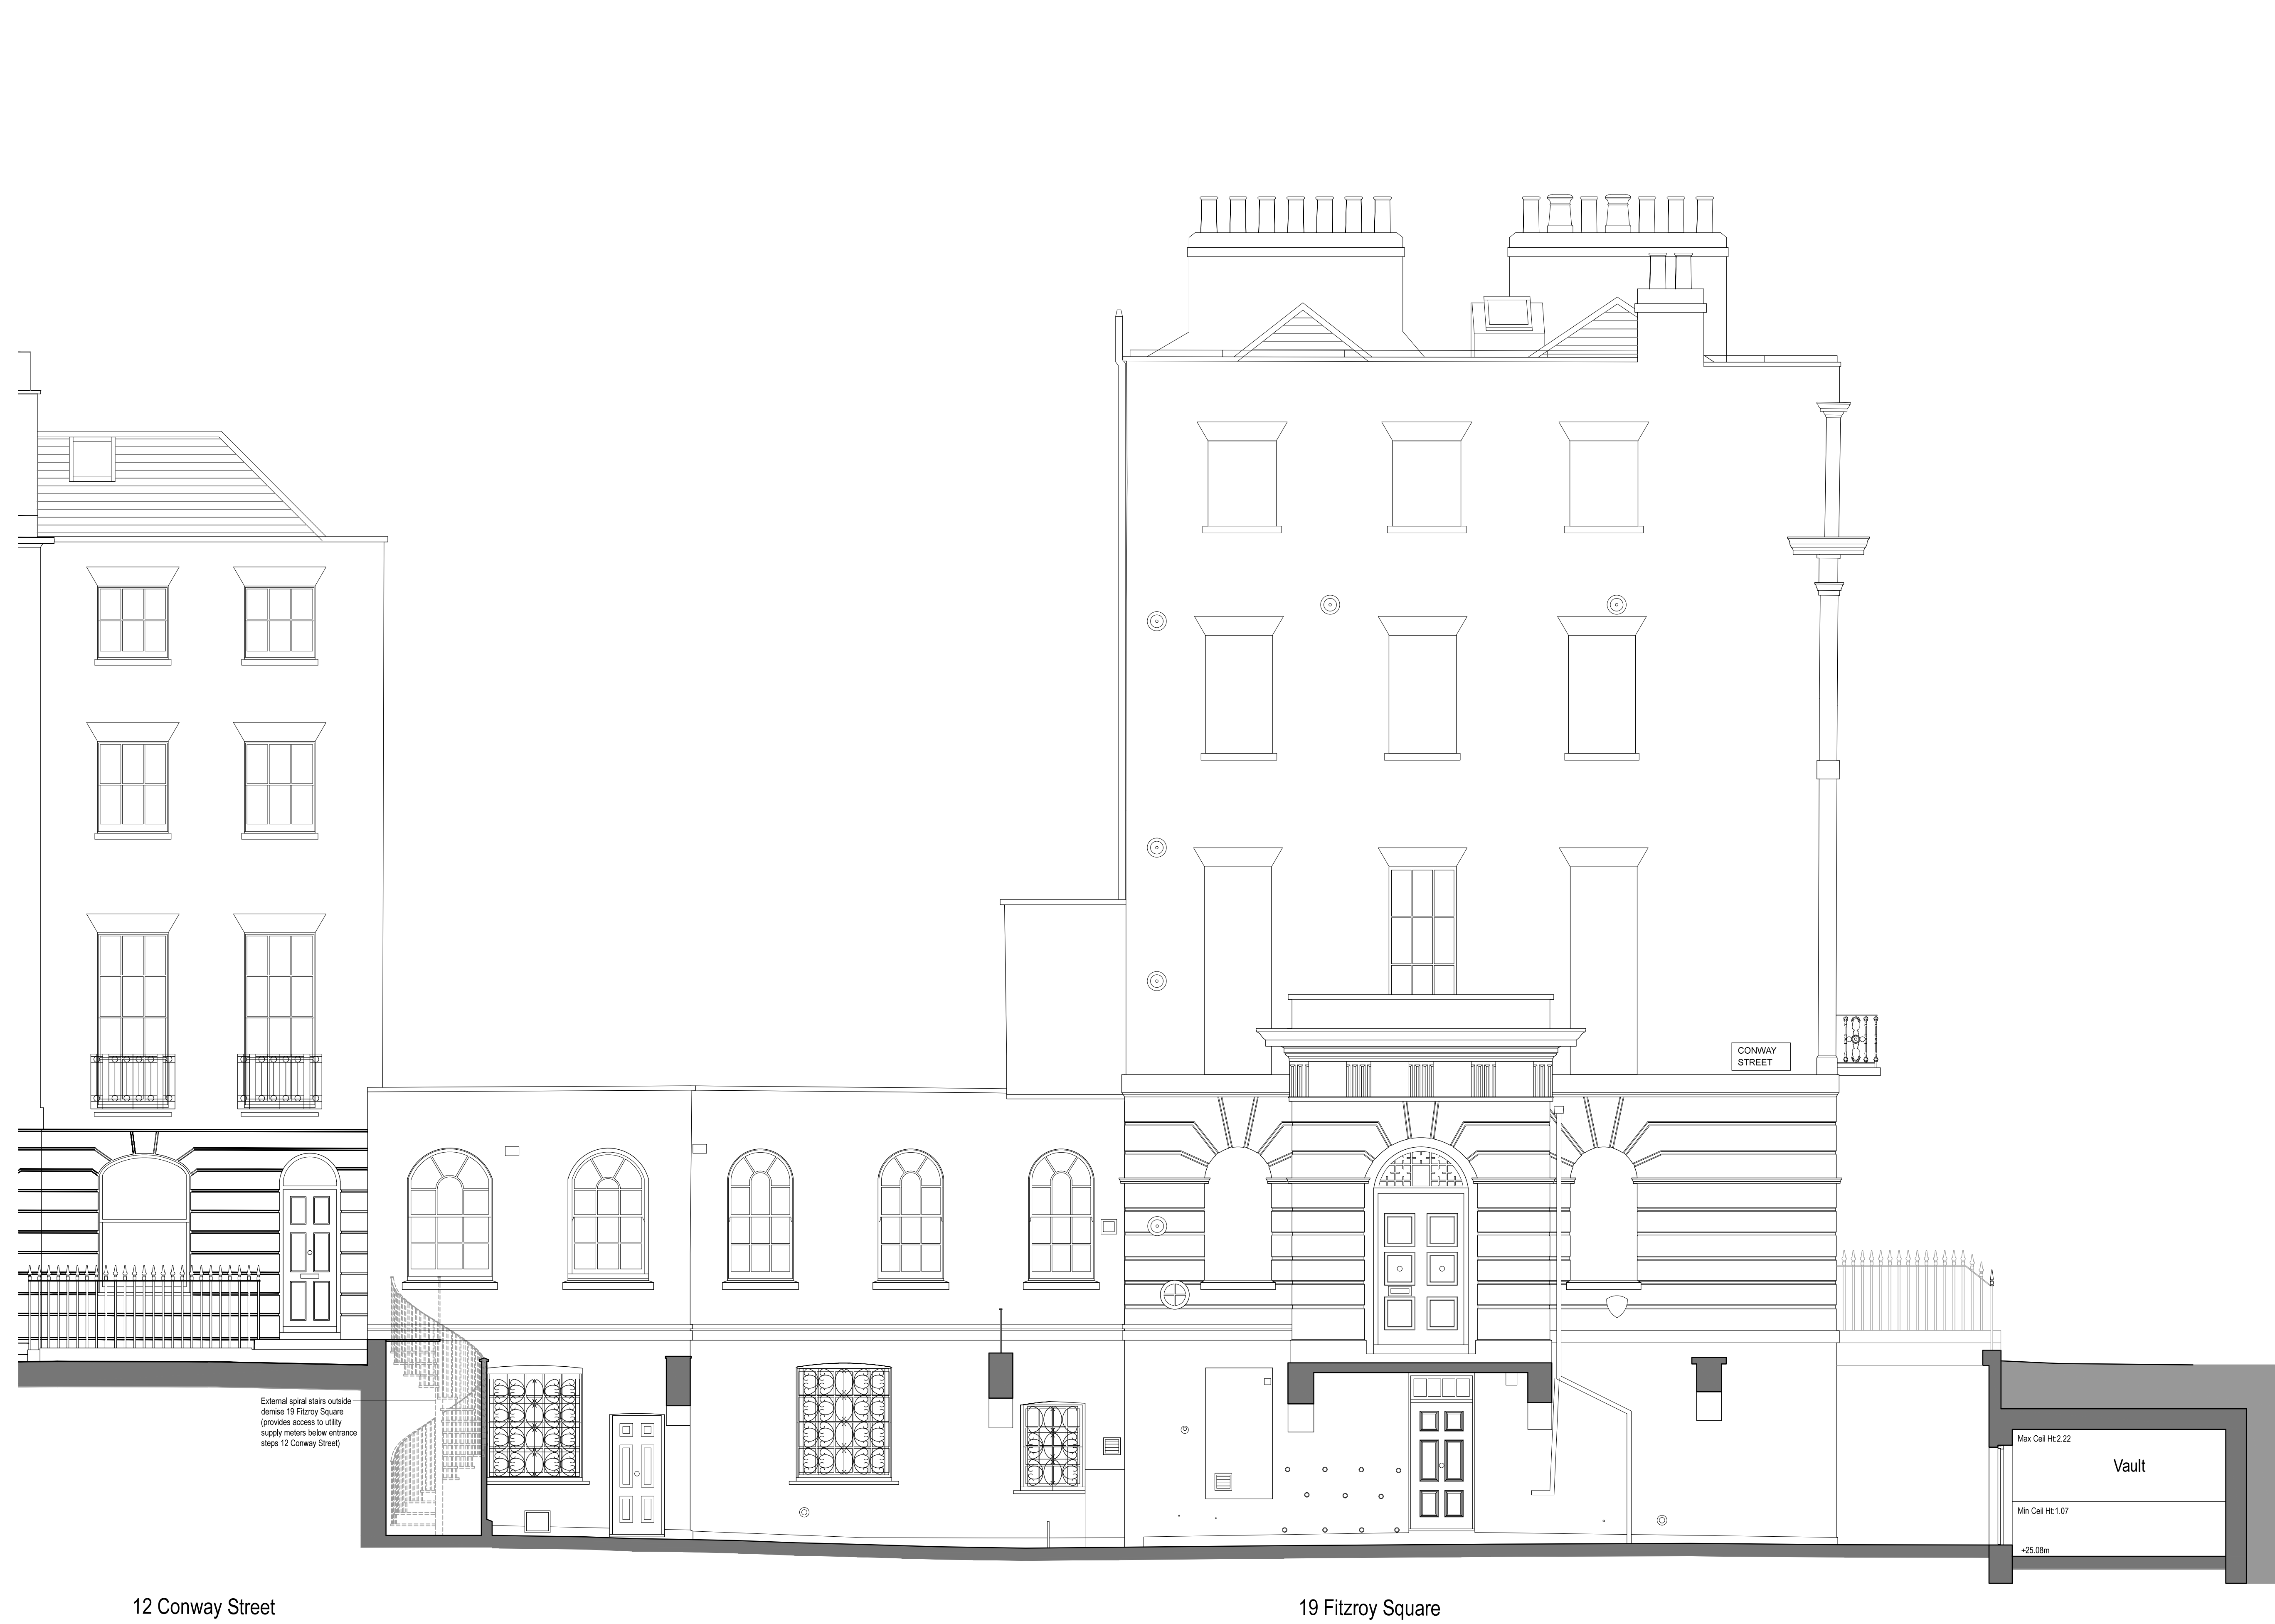 CONWAY
STREET
External spiral stairs outside
demise 19 Fitzroy Square
(provides access to utility
supply meters below entrance
steps 12 Conway Street)
Max Ceil Ht:2.22
Vault
Min Ceil Ht:1.07
+25.08m
12 Conway Street
19 Fitzroy Square